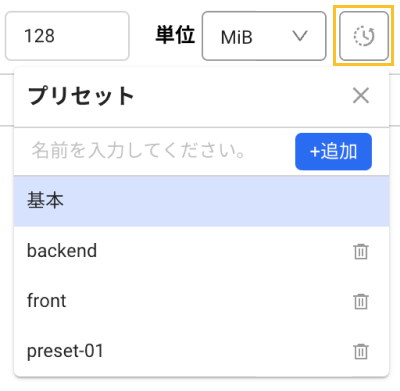 128 単位 MiB
プリセット
名前を入力してください。 +追加
基本
backend
front
preset-01